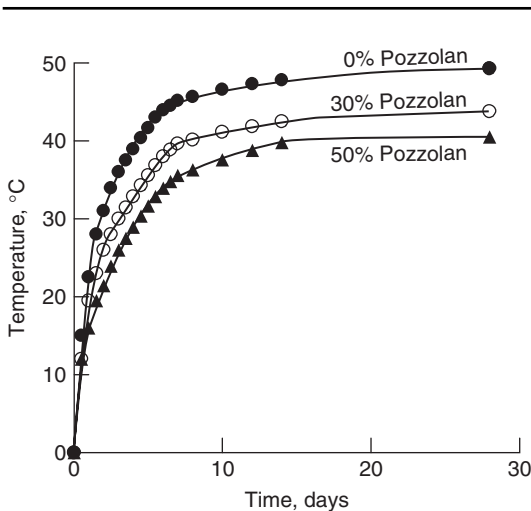 50
0% Pozzolan
30% Pozzolan
40
50% Pozzolan
30
Temperature, °C
20
10
0
0 10 20 30
Time, days